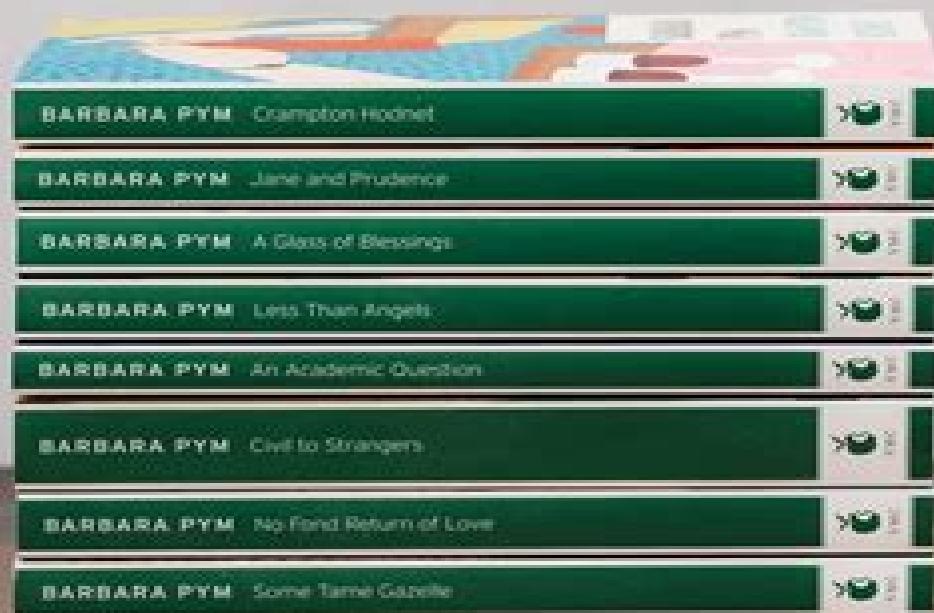 BARBARA PYM Crampton Hodnet
BARBARA PYM Jane and Prudence
BARBARA PYM A Glass of Blessings
BARBARA PYM Less Than Angels
BARBARA PYM An Academic Question
BARBARA PYM Civil to Strangers
BARBARA PYM No Fond Return of Love
BARBARA PYM Some Tame Gazelle